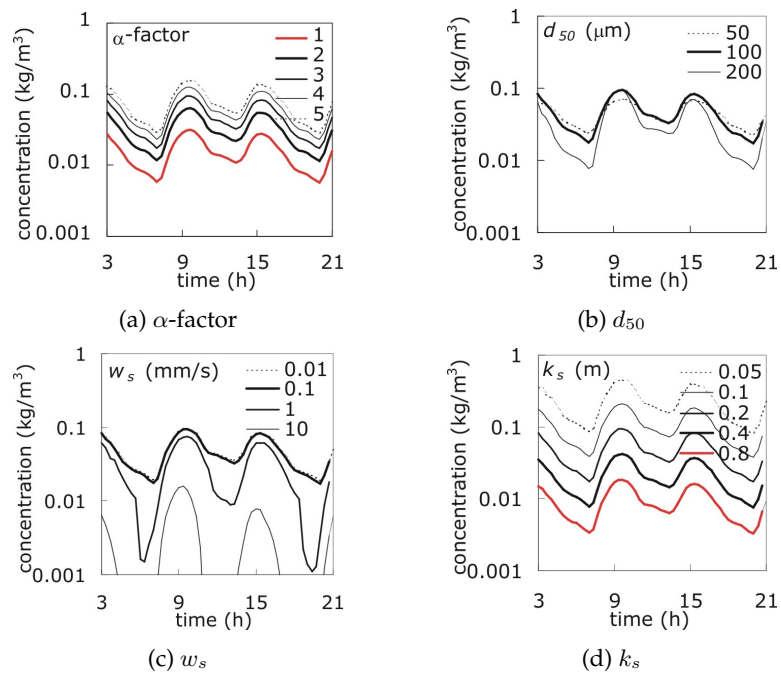 concentration (kg/m³)
1
0.1
0.01
0.001
α-factor
1
2
3
4
5
3 9 15 21
time (h)
(a) α-factor
concentration (kg/m³)
1
0.1
0.01
0.001
d₅₀ (μm)
50
100
200
3 9 15 21
time (h)
(b) d₅₀
concentration (kg/m³)
1
0.1
0.01
0.001
wₛ (mm/s)
0.01
0.1
1
10
3 9 15 21
time (h)
(c) wₛ
concentration (kg/m³)
1
0.1
0.01
0.001
kₛ (m)
0.05
0.1
0.2
0.4
0.8
3 9 15 21
time (h)
(d) kₛ